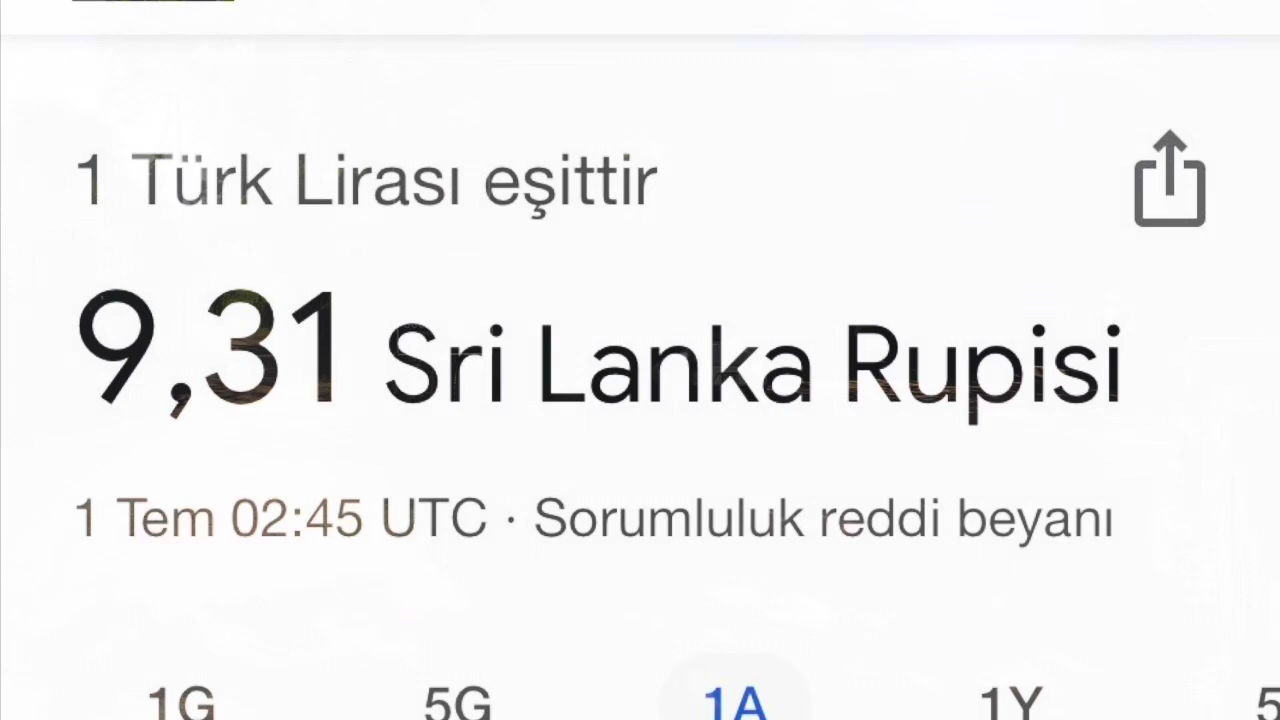 1 Türk Lirası eşittir
9,31 Sri Lanka Rupisi
1 Tem 02:45 UTC · Sorumluluk reddi beyanı
1G 5G 1A 1Y 5